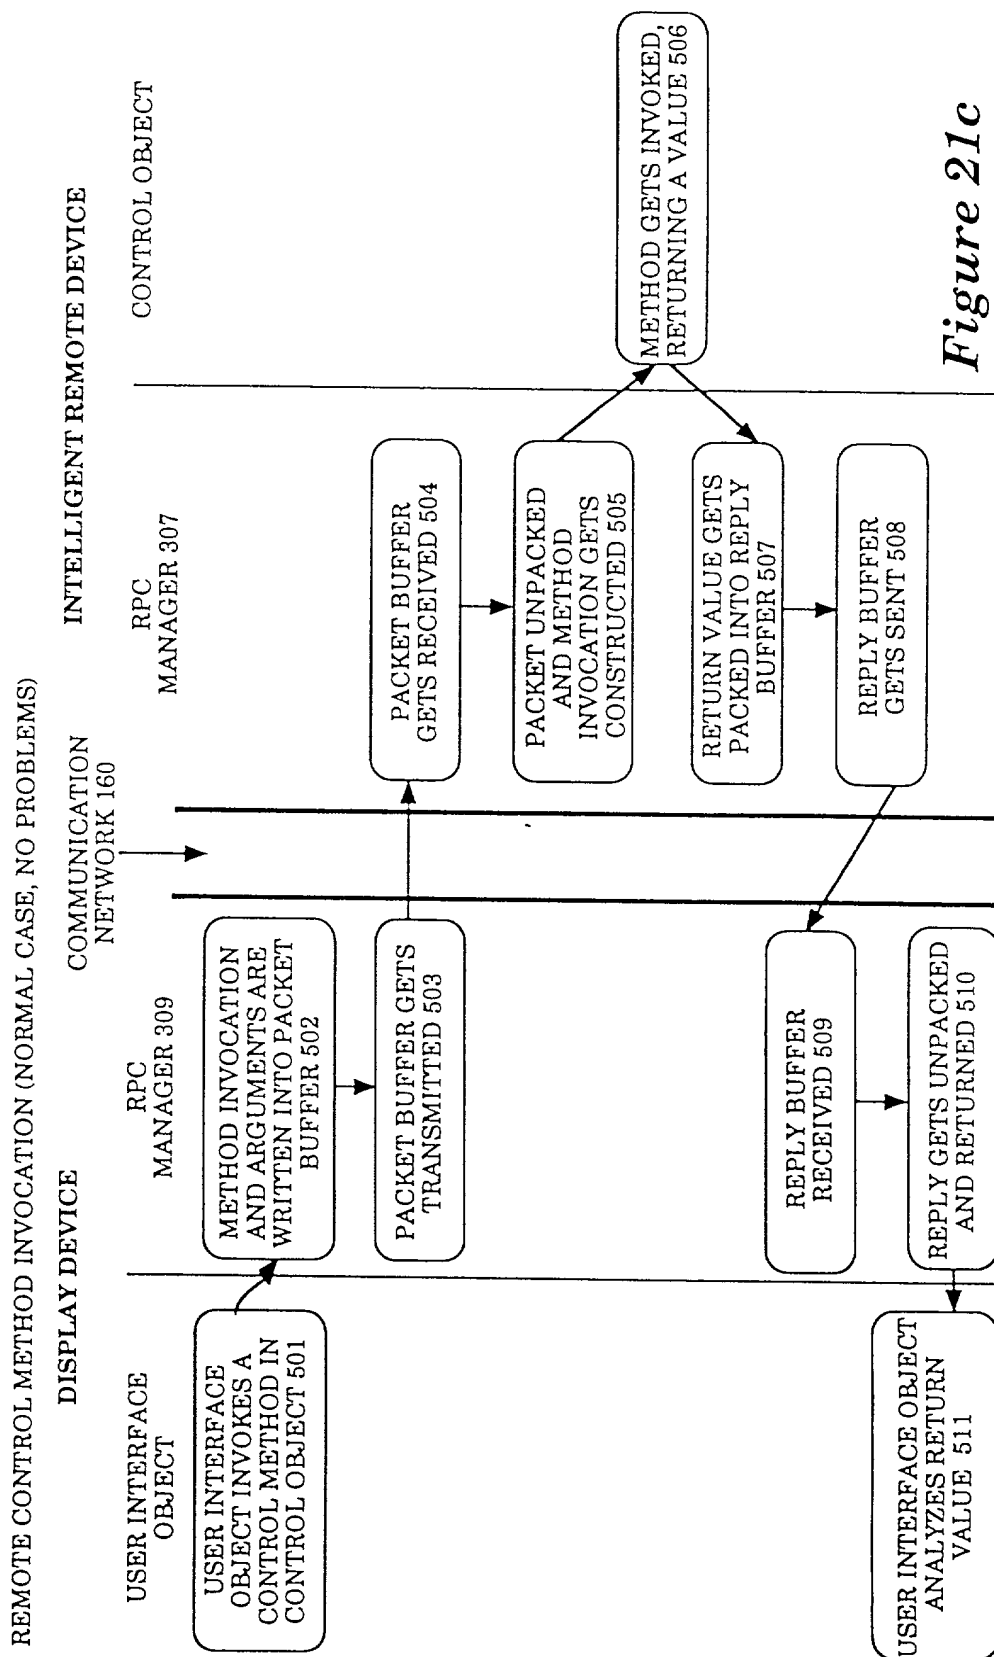 REMOTE CONTROL METHOD INVOCATION (NORMAL CASE, NO PROBLEMS)
DISPLAY DEVICE
COMMUNICATION
NETWORK 160
INTELLIGENT REMOTE DEVICE
USER INTERFACE
OBJECT
RPC
MANAGER 309
RPC
MANAGER 307
CONTROL OBJECT
USER INTERFACE
OBJECT INVOKES A
CONTROL METHOD IN
CONTROL OBJECT 501
METHOD INVOCATION
AND ARGUMENTS ARE
WRITTEN INTO PACKET
BUFFER 502
PACKET BUFFER GETS
TRANSMITTED 503
PACKET BUFFER
GETS RECEIVED 504
PACKET UNPACKED
AND METHOD
INVOCATION GETS
CONSTRUCTED 505
METHOD GETS INVOKED,
RETURNING A VALUE 506
RETURN VALUE GETS
PACKED INTO REPLY
BUFFER 507
REPLY BUFFER
GETS SENT 508
REPLY BUFFER
RECEIVED 509
REPLY GETS UNPACKED
AND RETURNED 510
USER INTERFACE OBJECT
ANALYZES RETURN
VALUE 511
Figure 21c